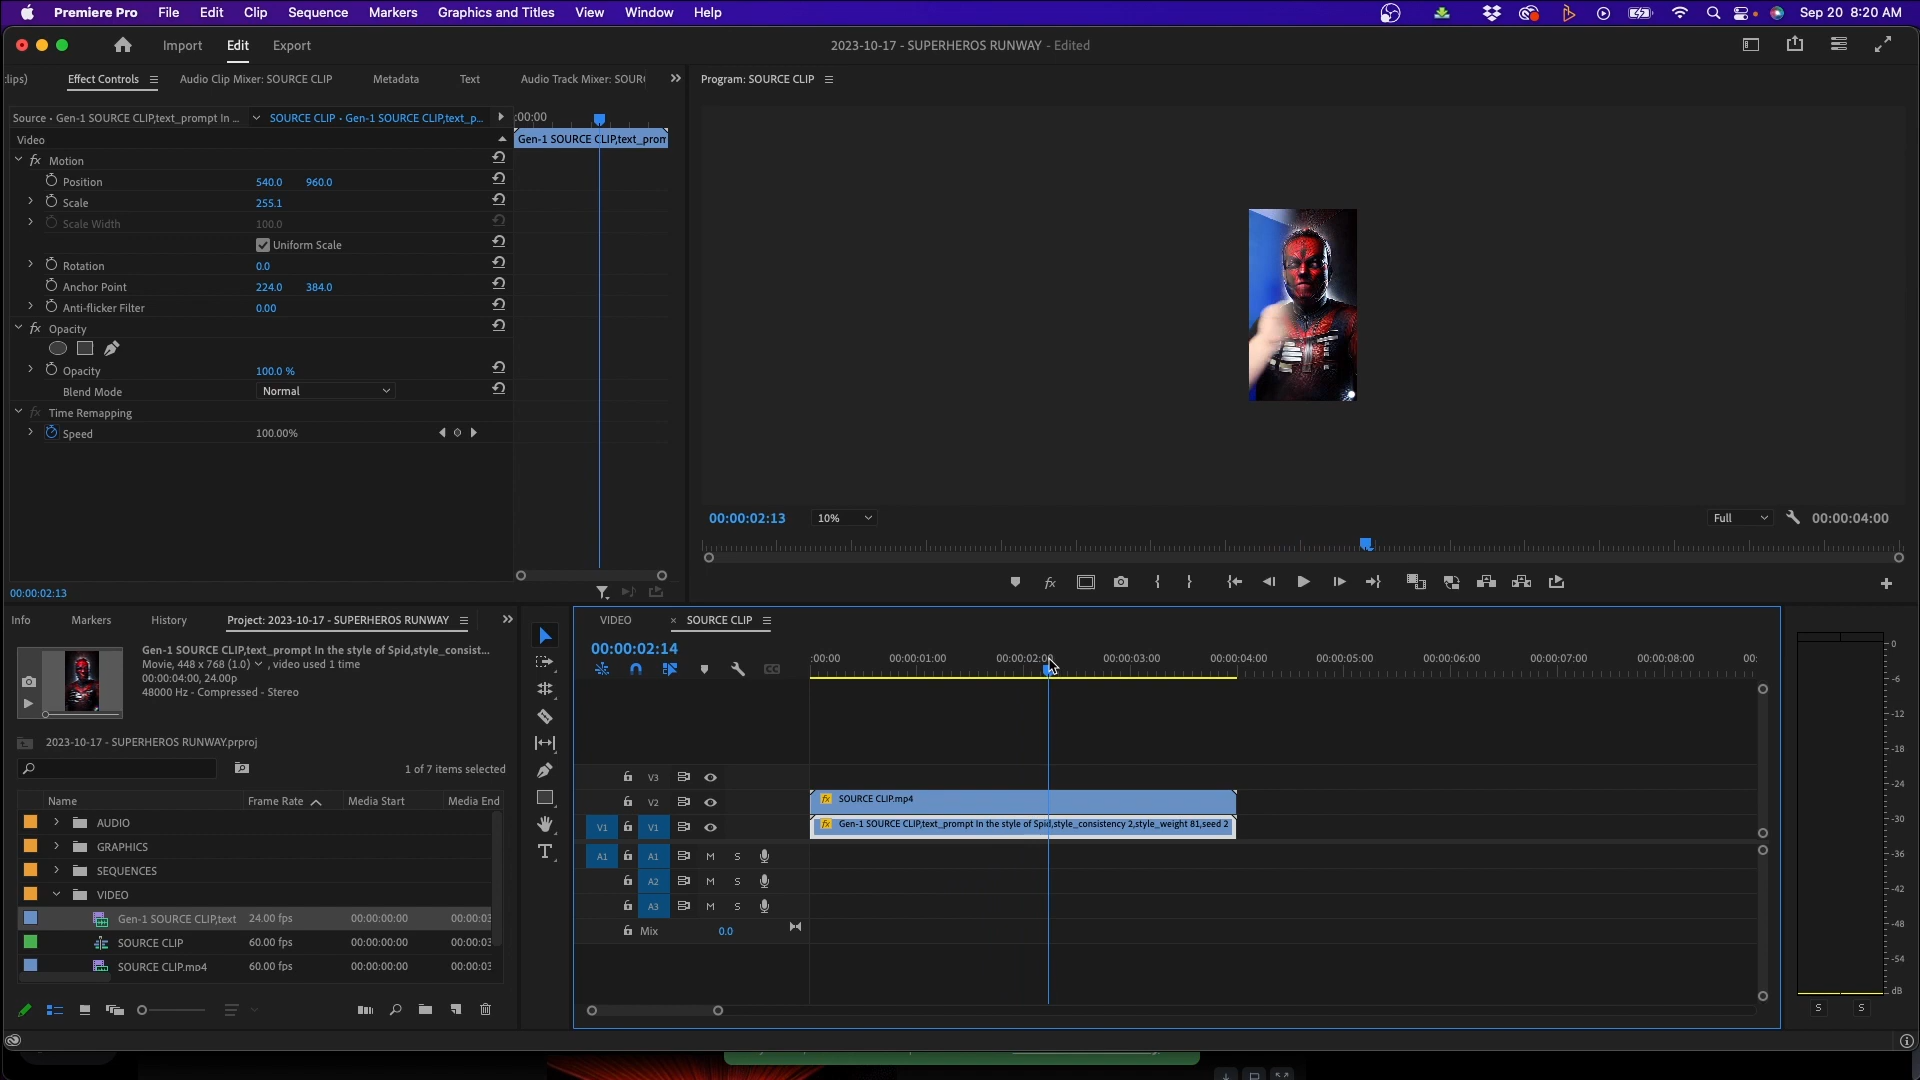 Premiere Pro File Edit Clip Sequence Markers Graphics and Titles View Window Help Sep 20 8:20 AM
Import Edit Export 2023-10-17 - SUPERHEROS RUNWAY - Edited
:lips) Effect Controls Audio Clip Mixer: SOURCE CLIP Metadata Text Audio Track Mixer: SOUR
Program: SOURCE CLIP
Source • Gen-1 SOURCE CLIP,text_prompt In ... SOURCE CLIP • Gen-1 SOURCE CLIP,text_p... :00:00
Video
Gen-1 SOURCE CLIP,text_prom
fx Motion
Position 540.0 960.0
Scale 255.1
Scale Width 100.0
Uniform Scale
Rotation 0.0
Anchor Point 224.0 384.0
Anti-flicker Filter 0.00
fx Opacity
Opacity 100.0 %
Blend Mode Normal
fx Time Remapping
Speed 100.00%
00:00:02:13
00:00:02:13 10% Full 00:00:04:00
fx
Info Markers History Project: 2023-10-17 - SUPERHEROS RUNWAY
Gen-1 SOURCE CLIP,text_prompt In the style of Spid,style_consist...
Movie, 448 x 768 (1.0) , video used 1 time
00:00:04:00, 24.00p
48000 Hz - Compressed - Stereo
2023-10-17 - SUPERHEROS RUNWAY.prproj
1 of 7 items selected
Name Frame Rate Media Start Media End
AUDIO
GRAPHICS
SEQUENCES
VIDEO
Gen-1 SOURCE CLIP,text 24.00 fps 00:00:00:00 00:00:03
SOURCE CLIP 60.00 fps 00:00:00:00 00:00:03
SOURCE CLIP.mp4 60.00 fps 00:00:00:00 00:00:03
VIDEO × SOURCE CLIP
00:00:02:14
:00:00 00:00:01:00 00:00:02:00 00:00:03:00 00:00:04:00 00:00:05:00 00:00:06:00 00:00:07:00 00:00:08:00 00:
CC
V3
V2 fx SOURCE CLIP.mp4
V1 V1 fx Gen-1 SOURCE CLIP,text_prompt In the style of Spid,style_consistency 2,style_weight 81,seed 2
A1 A1 M S
A2 M S
A3 M S
Mix 0.0
0
-6
-12
-18
-24
-30
-36
-42
-48
-54
dB
S S